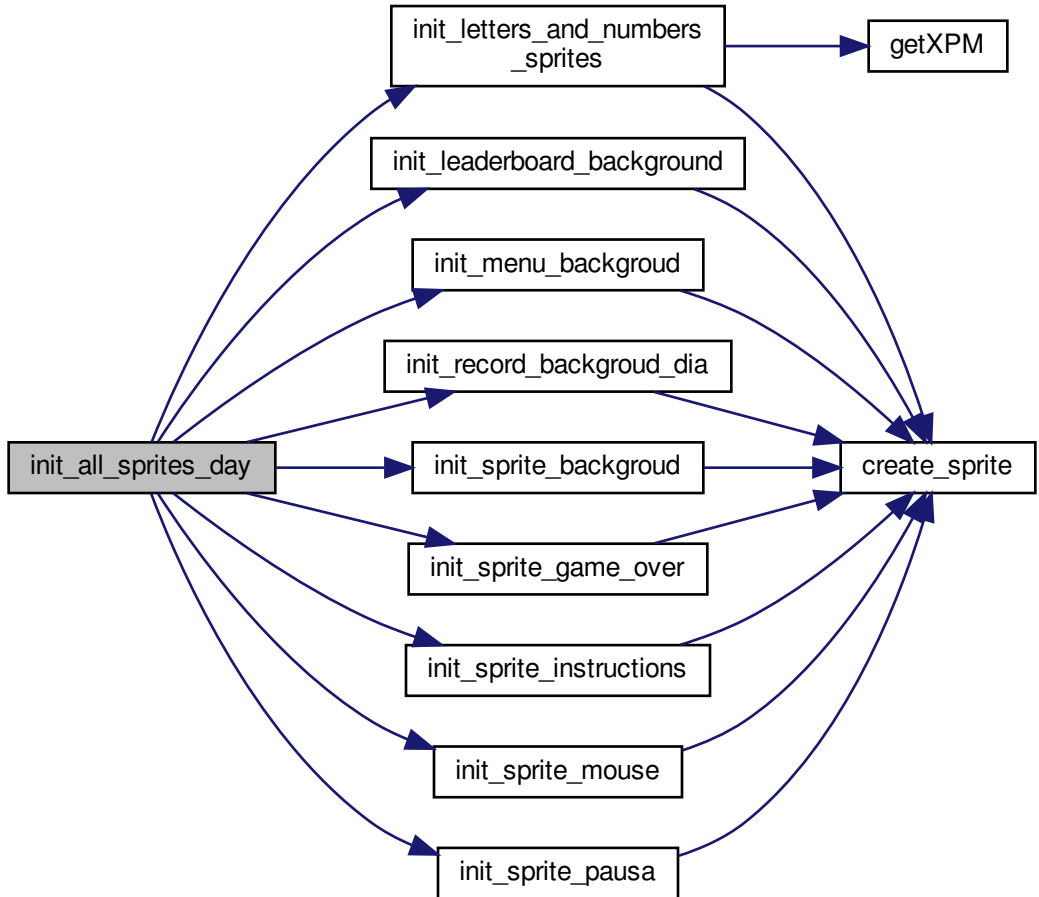 init_letters_and_numbers
_sprites
getXPM
init_leaderboard_background
init_menu_backgroud
init_record_backgroud_dia
init_all_sprites_day
init_sprite_backgroud
create_sprite
init_sprite_game_over
init_sprite_instructions
init_sprite_mouse
init_sprite_pausa